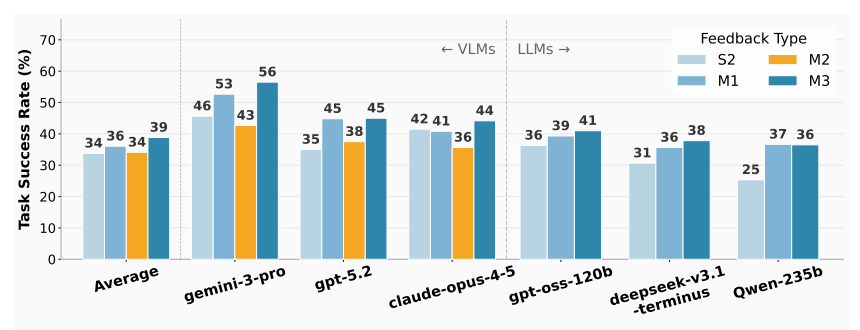 Task Success Rate (%)
70
60
50
40
30
20
10
0
← VLMs
LLMs →
Feedback Type
S2
M2
M1
M3
34
36
34
39
46
53
43
56
35
45
38
45
42
41
36
44
36
39
41
31
36
38
25
37
36
Average
gemini-3-pro
gpt-5.2
claude-opus-4-5
gpt-oss-120b
deepseek-v3.1
-terminus
Qwen-235b